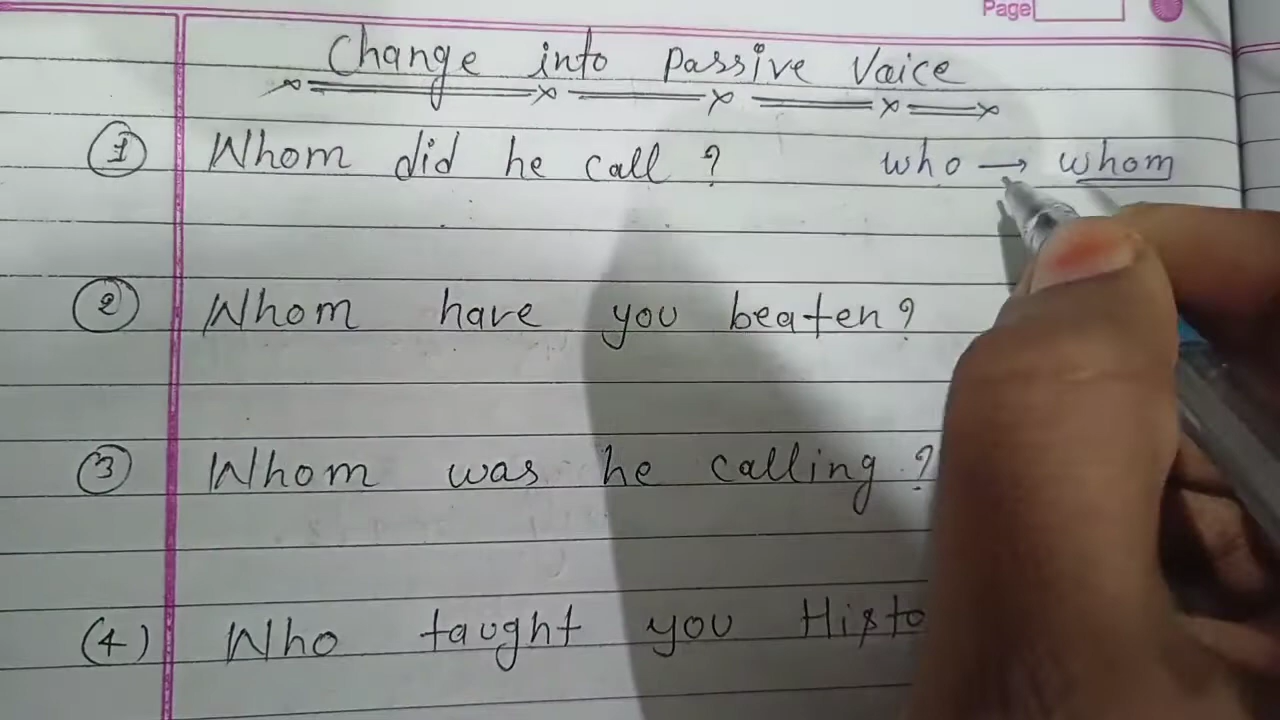 Page
Change into Passive Vaice
1 Whom did he call ? who → whom
2 Whom have you beaten?
3 Whom was he calling ?
(4) Who taught you